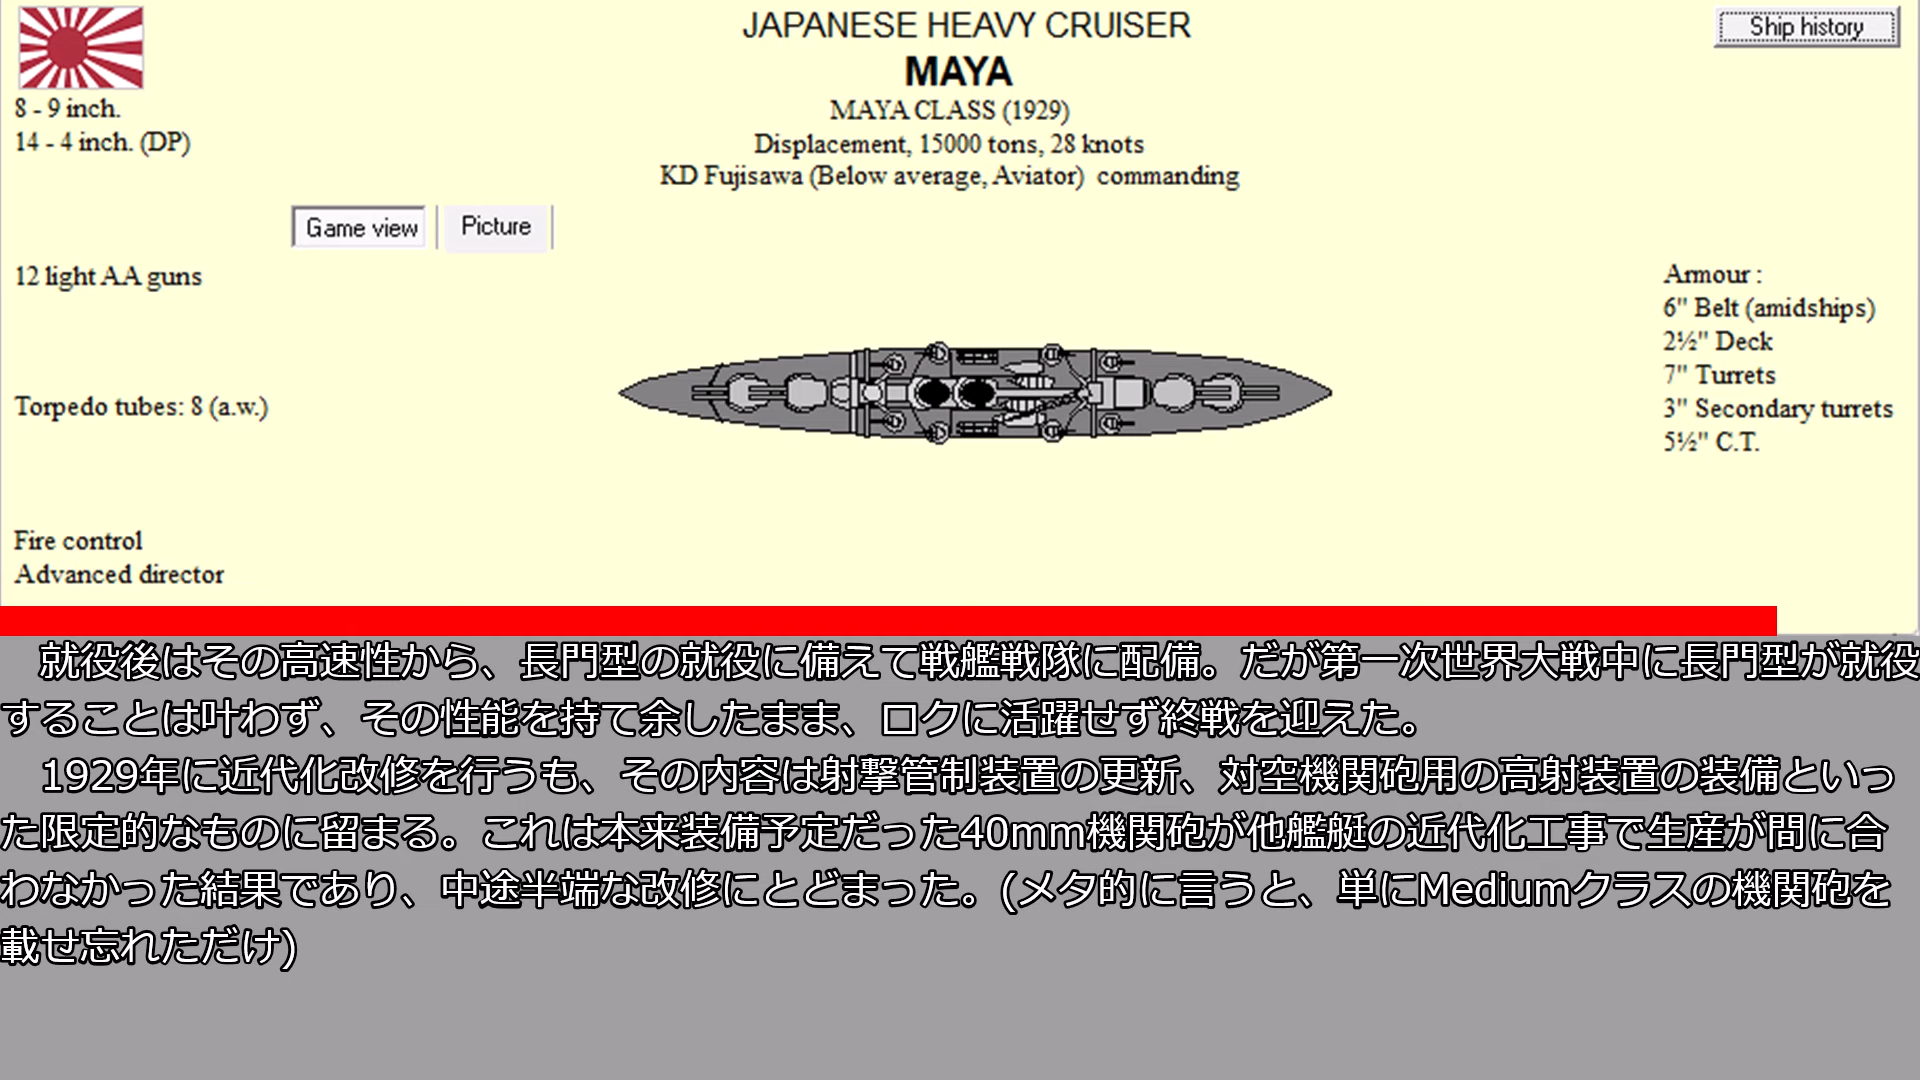 JAPANESE HEAVY CRUISER
Ship history
MAYA
8 - 9 inch.
MAYA CLASS (1929)
14 - 4 inch. (DP)
Displacement, 15000 tons, 28 knots
KD Fujisawa (Below average, Aviator) commanding
Game view
Picture
12 light AA guns
Armour :
6" Belt (amidships)
2½" Deck
7" Turrets
Torpedo tubes: 8 (a.w.)
3" Secondary turrets
5½" C.T.
Fire control
Advanced director
就役後はその高速性から、長門型の就役に備えて戦艦戦隊に配備。だが第一次世界大戦中に長門型が就役
することは叶わず、その性能を持て余したまま、ロクに活躍せず終戦を迎えた。
1929年に近代化改修を行うも、その内容は射撃管制装置の更新、対空機関砲用の高射装置の装備といっ
た限定的なものに留まる。これは本来装備予定だった40mm機関砲が他艦艇の近代化工事で生産が間に合
わなかった結果であり、中途半端な改修にとどまった。(メタ的に言うと、単にMediumクラスの機関砲を
載せ忘れただけ)